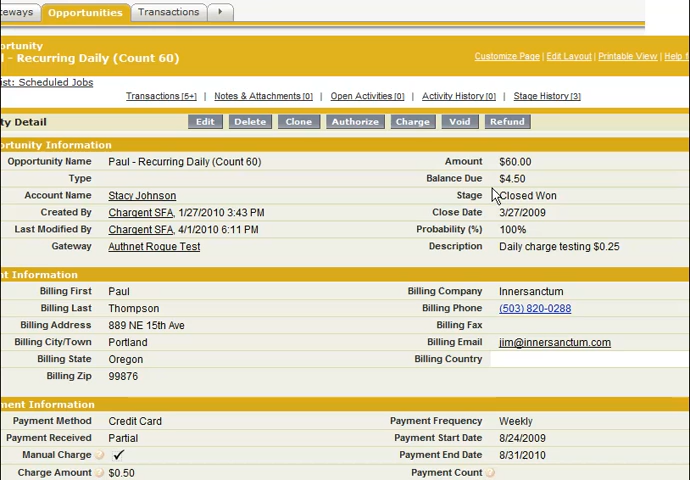 teways Opportunities Transactions
portunity
l - Recurring Daily (Count 60)
Customize Page | Edit Layout | Printable View | Help f
ist: Scheduled Jobs
Transactions [5+] | Notes & Attachments [0] | Open Activities [0] | Activity History [0] | Stage History [3]
ty Detail Edit Delete Clone Authorize Charge Void Refund
ortunity Information
Opportunity Name Paul - Recurring Daily (Count 60) Amount $60.00
Type Balance Due $4.50
Account Name Stacy Johnson Stage Closed Won
Created By Chargent SFA, 1/27/2010 3:43 PM Close Date 3/27/2009
Last Modified By Chargent SFA, 4/1/2010 6:11 PM Probability (%) 100%
Gateway Authnet Rogue Test Description Daily charge testing $0.25
nt Information
Billing First Paul Billing Company Innersanctum
Billing Last Thompson Billing Phone (503) 820-0288
Billing Address 889 NE 15th Ave Billing Fax
Billing City/Town Portland Billing Email jim@innersanctum.com
Billing State Oregon Billing Country
Billing Zip 99876
ment Information
Payment Method Credit Card Payment Frequency Weekly
Payment Received Partial Payment Start Date 8/24/2009
Manual Charge Payment End Date 8/31/2010
Charge Amount $0.50 Payment Count